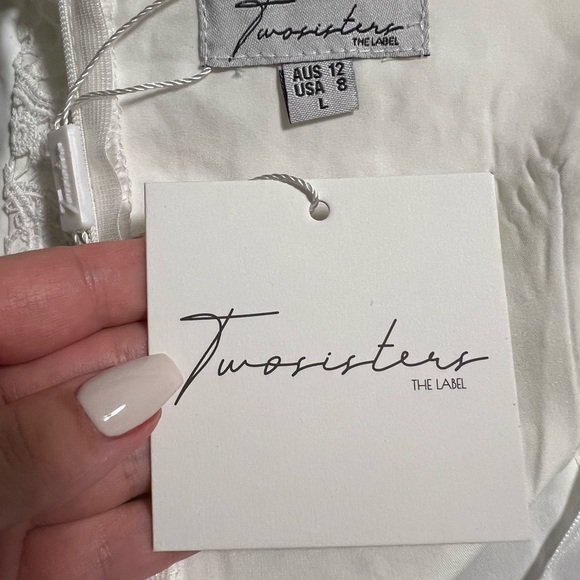 Twosisters
THE LABEL
AUS 12
USA 8
L
Twosisters
THE LABEL